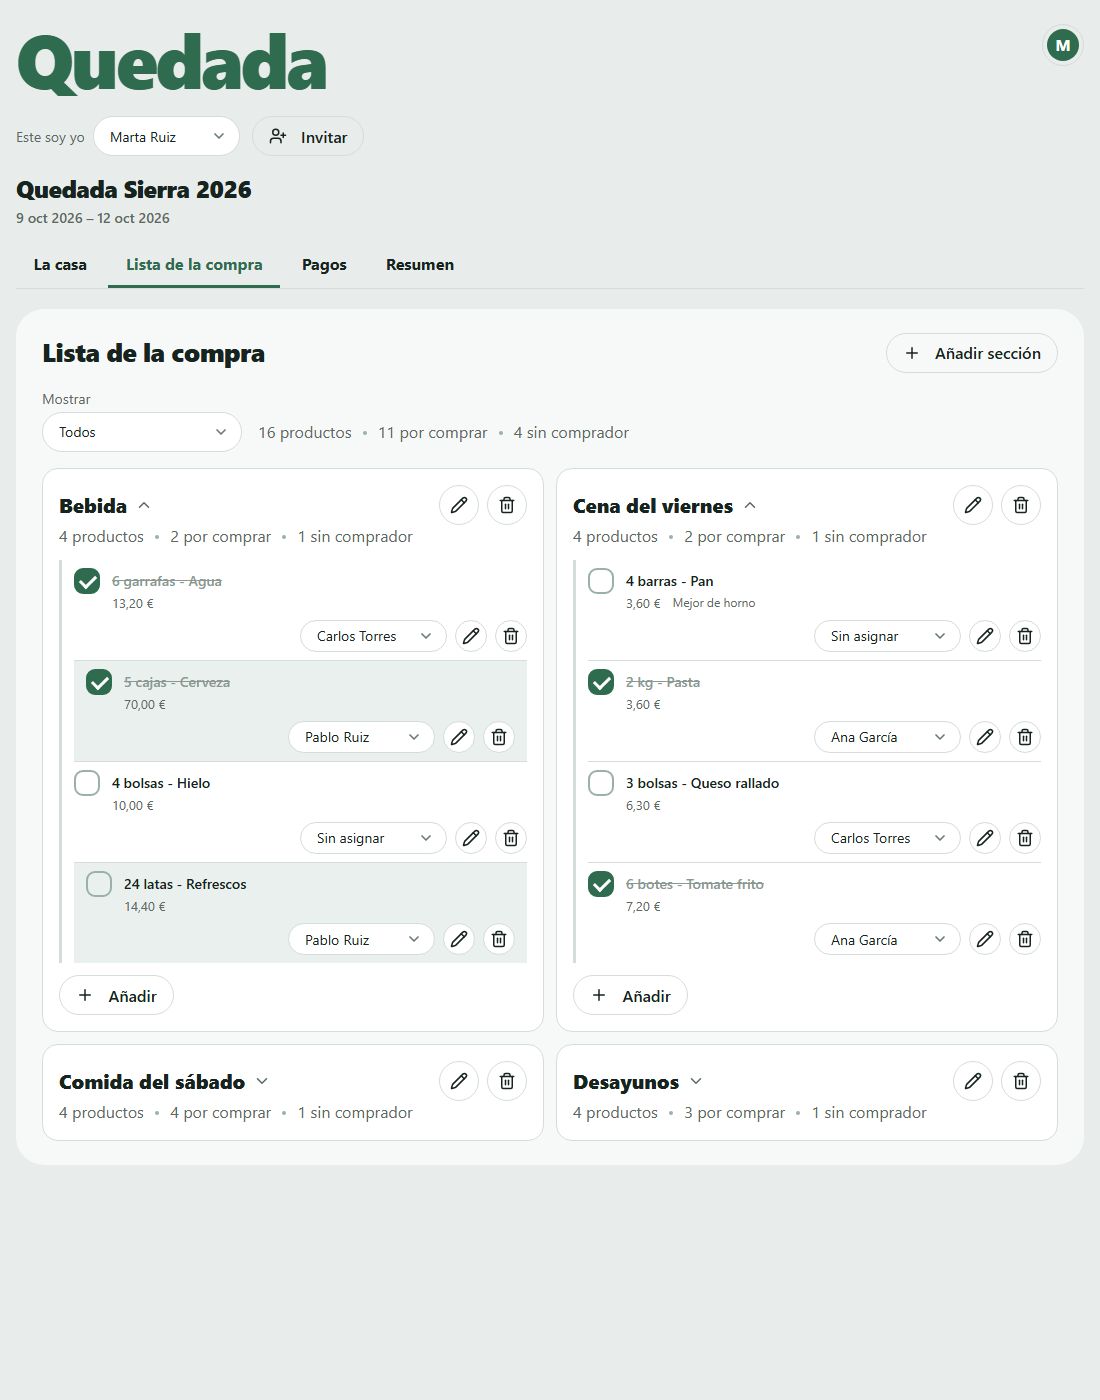 Quedada
M
Este soy yo
Marta Ruiz
Invitar
Quedada Sierra 2026
9 oct 2026 – 12 oct 2026
La casa
Lista de la compra
Pagos
Resumen
Lista de la compra
Añadir sección
Mostrar
Todos
16 productos • 11 por comprar • 4 sin comprador
Bebida
4 productos • 2 por comprar • 1 sin comprador
6 garrafas - Agua
13,20 €
Carlos Torres
5 cajas - Cerveza
70,00 €
Pablo Ruiz
4 bolsas - Hielo
10,00 €
Sin asignar
24 latas - Refrescos
14,40 €
Pablo Ruiz
Añadir
Cena del viernes
4 productos • 2 por comprar • 1 sin comprador
4 barras - Pan
3,60 € Mejor de horno
Sin asignar
2 kg - Pasta
3,60 €
Ana García
3 bolsas - Queso rallado
6,30 €
Carlos Torres
6 botes - Tomate frito
7,20 €
Ana García
Añadir
Comida del sábado
4 productos • 4 por comprar • 1 sin comprador
Desayunos
4 productos • 3 por comprar • 1 sin comprador